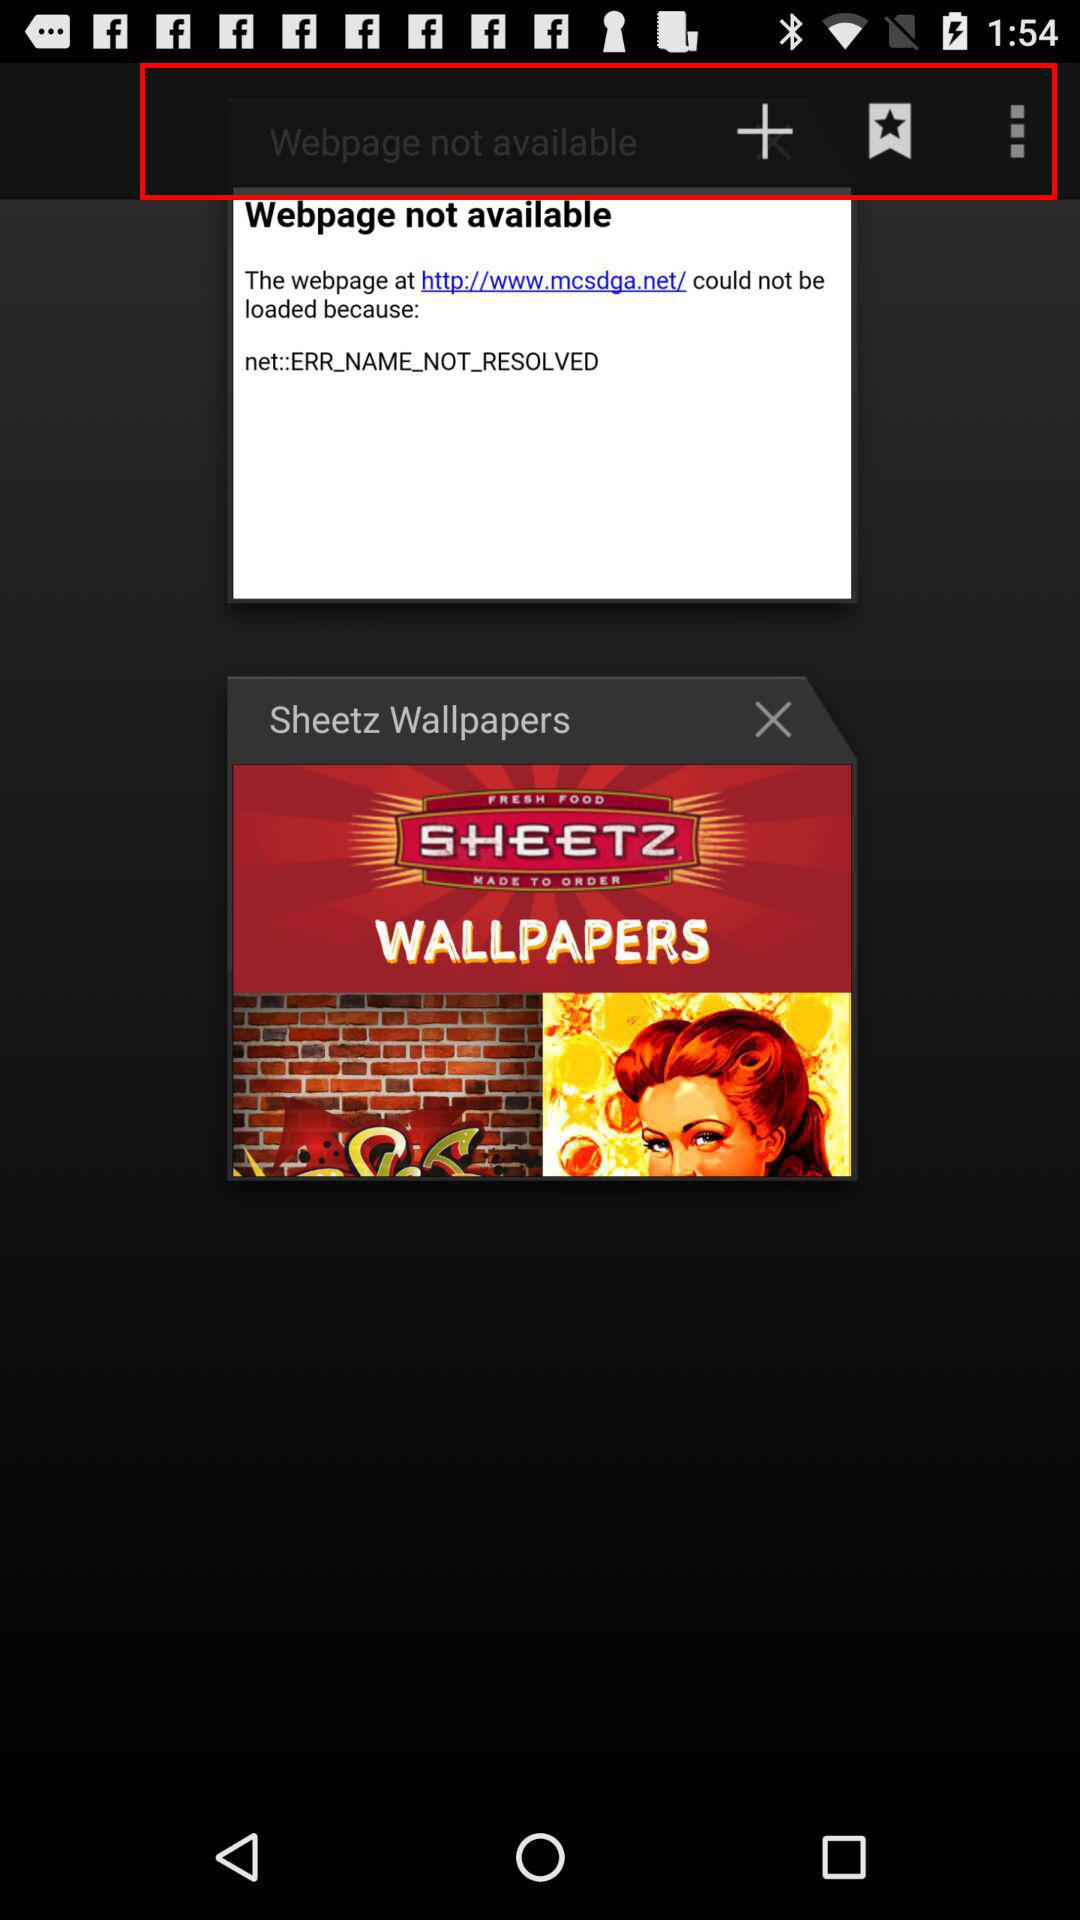 1:54
Webpage not available
Webpage not available
The webpage at http://www.mcsdga.net/ could not be
loaded because:
net::ERR_NAME_NOT_RESOLVED
Sheetz Wallpapers
FRESH FOOD
SHEETZ
MADE TO ORDER
WALLPAPERS